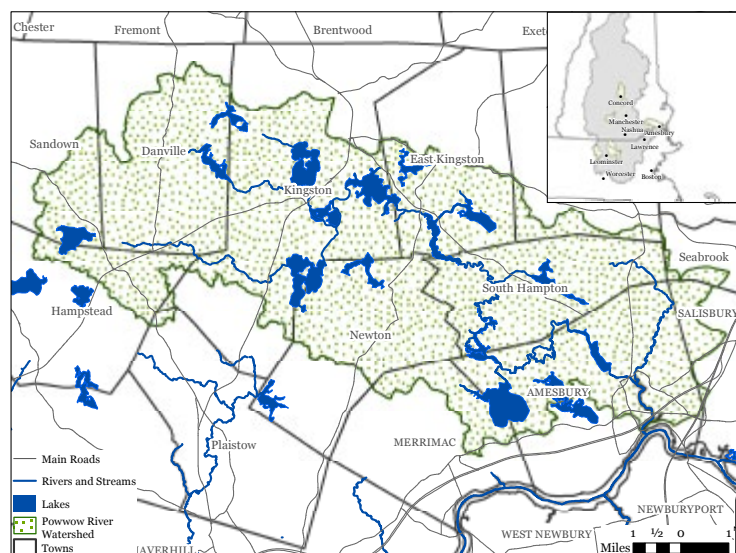 Chester
Fremont
Brentwood
Exete
Concord
Manchester
Nashua
Amesbury
Lawrence
Leominster
Worcester
Boston
Sandown
Danville
East Kingston
Kingston
Seabrook
South Hampton
SALISBURY
Hampstead
Newton
AMESBURY
MERRIMAC
Plaistow
Main Roads
Rivers and Streams
Lakes
Powwow River
Watershed
Towns
AVERHILL
WEST NEWBURY
NEWBURYPORT
1 ½ 0 1
Miles